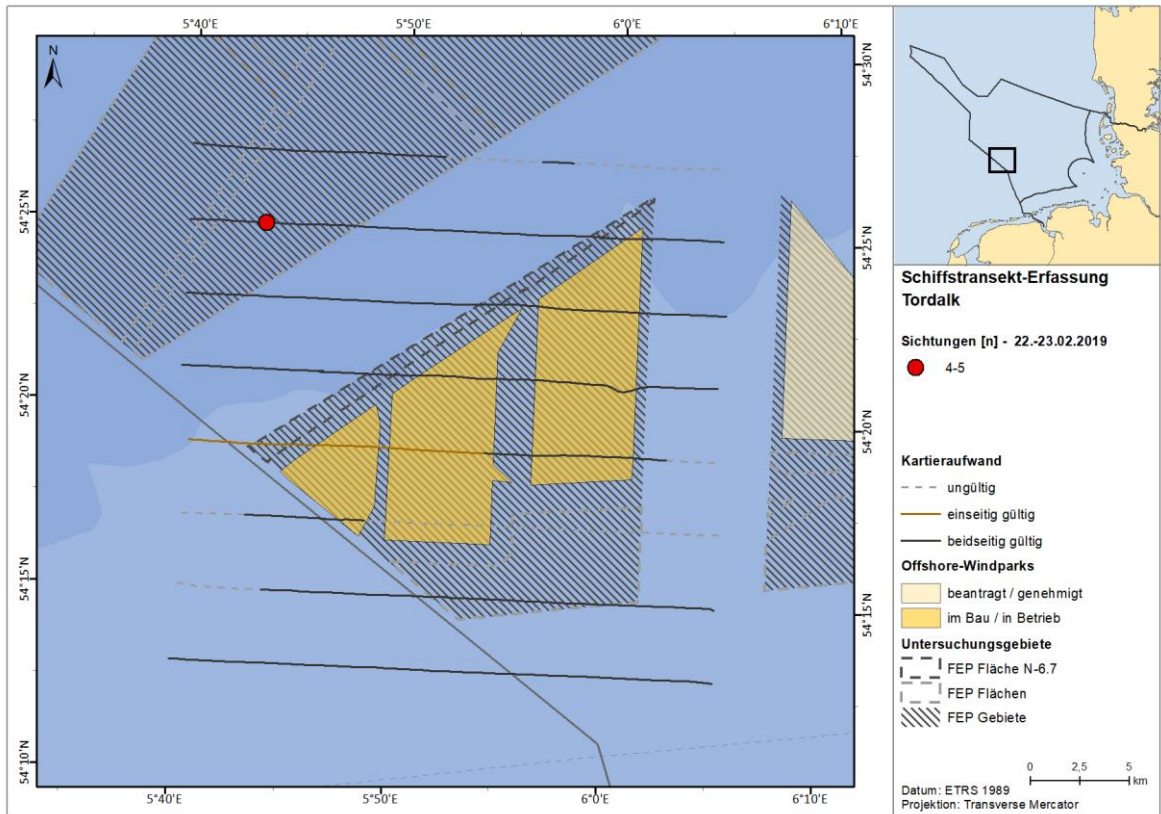 5°40'E 5°50'E 6°0'E 6°10'E
N
54°30'N
54°25'N
54°25'N
54°20'N
54°20'N
54°15'N
54°15'N
54°10'N
5°40'E 5°50'E 6°0'E 6°10'E
Schiffstransekt-Erfassung
Tordalk
Sichtungen [n] - 22.-23.02.2019
4-5
Kartieraufwand
ungültig
einseitig gültig
beidseitig gültig
Offshore-Windparks
beantragt / genehmigt
im Bau / in Betrieb
Untersuchungsgebiete
FEP Fläche N-6.7
FEP Flächen
FEP Gebiete
0 2,5 5
km
Datum: ETRS 1989
Projektion: Transverse Mercator